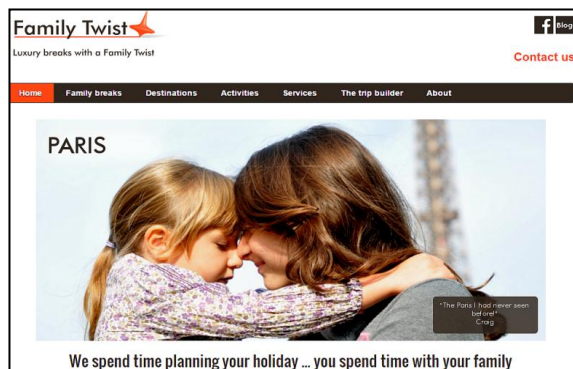 Family Twist
Luxury breaks with a Family Twist
f Blog
Contact us
Home Family breaks Destinations Activities Services The trip builder About
PARIS
"The Paris I had never seen
before!"
Craig
We spend time planning your holiday ... you spend time with your family